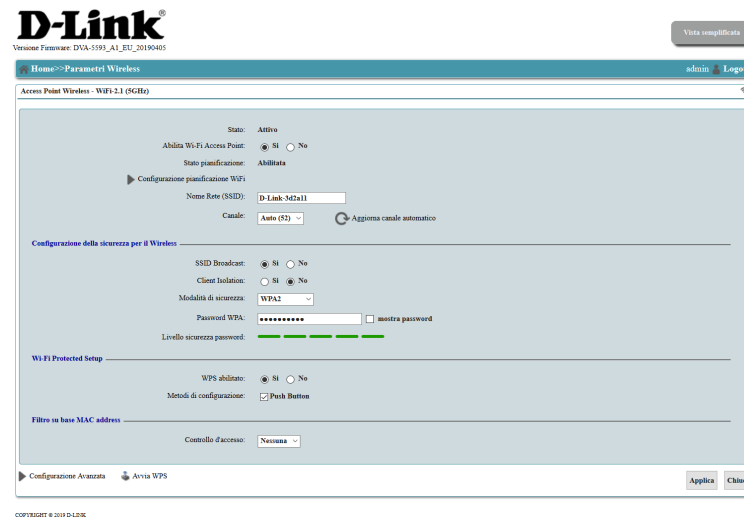 D-Link®
Versione Firmware: DVA-5593_A1_EU_20190405
Vista semplificata
Home>>Parametri Wireless
admin
Access Point Wireless - WiFi-2.1 (5GHz)
Stato: Attivo
Abilita Wi-Fi Access Point: Si No
Stato pianificazione: Abilitata
Configurazione pianificazione WiFi
Nome Rete (SSID): D-Link-3d2a11
Canale: Auto (52) Aggiorna canale automatico
Configurazione della sicurezza per il Wireless
SSID Broadcast: Si No
Client Isolation: Si No
Modalità di sicurezza: WPA2
Password WPA: ●●●●●●●●●● mostra password
Livello sicurezza password:
Wi-Fi Protected Setup
WPS abilitato: Si No
Metodi di configurazione: Push Button
Filtro su base MAC address
Controllo d'accesso: Nessuna
Configurazione Avanzata Avvia WPS
Applica
COPYRIGHT © 2019 D-LINK